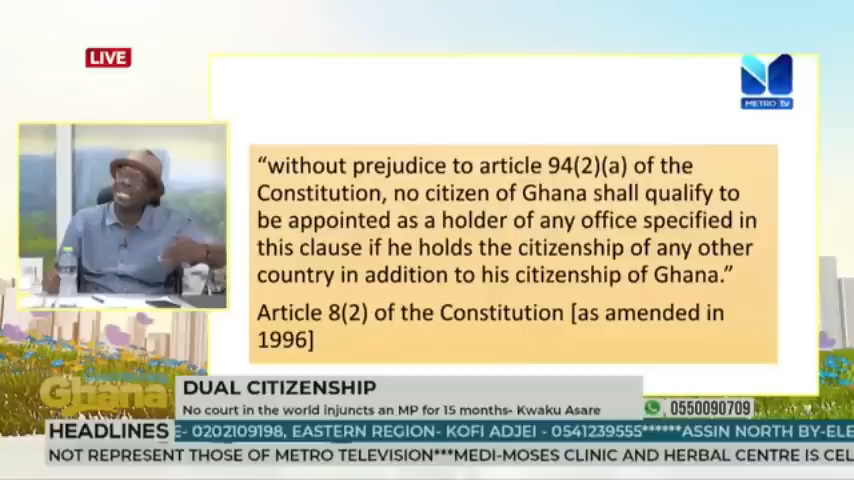 LIVE
METRO TV
“without prejudice to article 94(2)(a) of the
Constitution, no citizen of Ghana shall qualify to
be appointed as a holder of any office specified in
this clause if he holds the citizenship of any other
country in addition to his citizenship of Ghana.”
Article 8(2) of the Constitution [as amended in
1996]
Ghana
DUAL CITIZENSHIP
No court in the world injuncts an MP for 15 months- Kwaku Asare
0550090709
HEADLINES
E- 0202109198, EASTERN REGION- KOFI ADJEI - 0541239555******ASSIN NORTH BY-ELE
NOT REPRESENT THOSE OF METRO TELEVISION***MEDI-MOSES CLINIC AND HERBAL CENTRE IS CEL